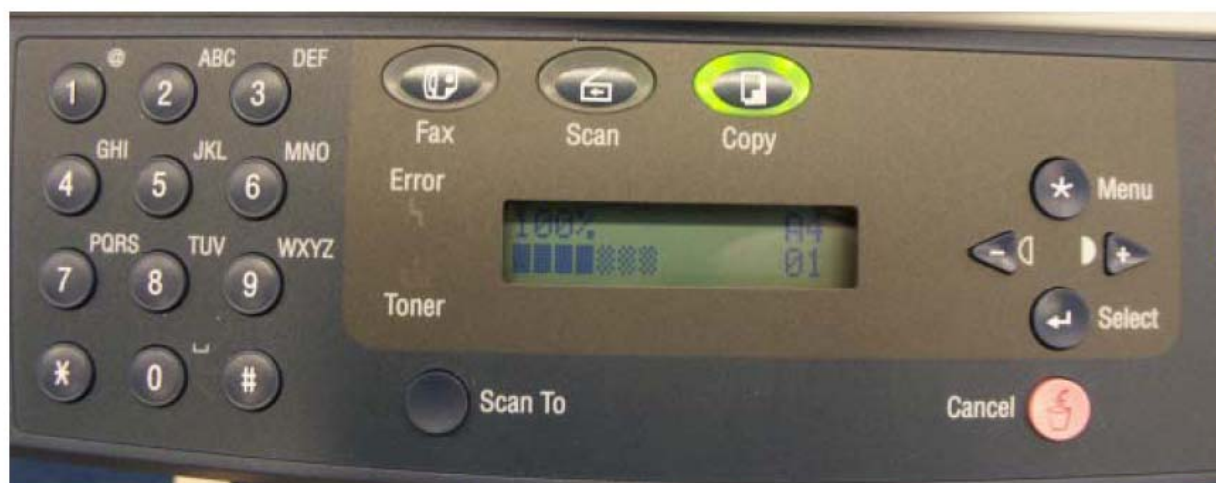 1 @ 2 ABC 3 DEF
4 GHI 5 JKL 6 MNO
7 PQRS 8 TUV 9 WXYZ
* 0 #
Fax
Scan
Copy
Error
100% A4
01
Toner
Scan To
* Menu
- +
Select
Cancel